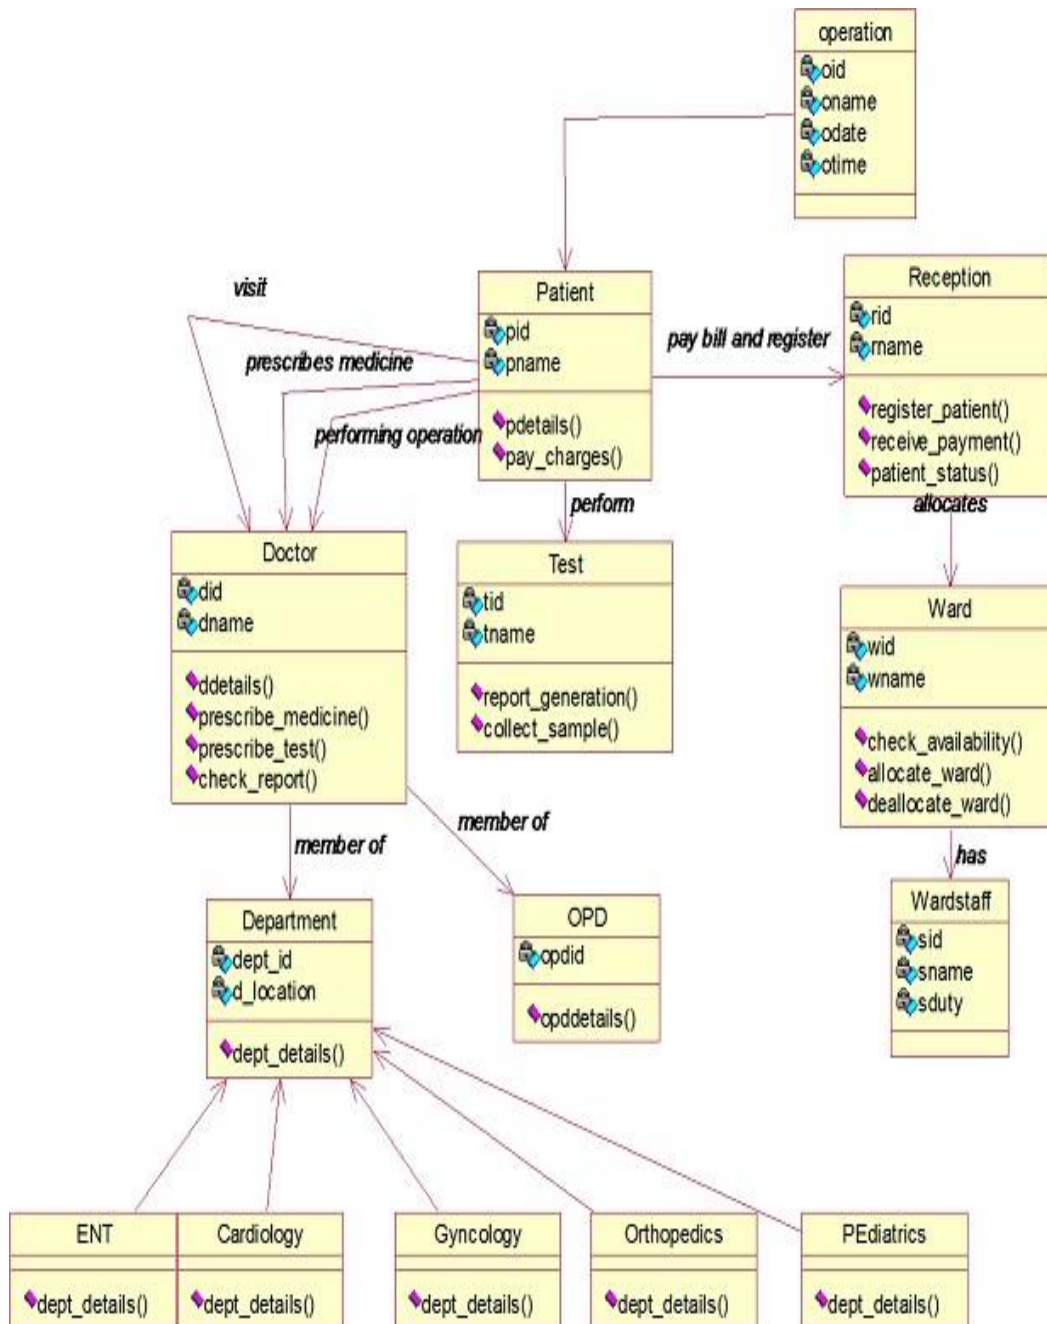 operation
oid
oname
odate
otime
visit
prescribes medicine
performing operation
Patient
pid
pname
pdetails()
pay_charges()
pay bill and register
Reception
rid
rname
register_patient()
receive_payment()
patient_status()
allocates
perform
Doctor
did
dname
ddetails()
prescribe_medicine()
prescribe_test()
check_report()
Test
tid
tname
report_generation()
collect_sample()
Ward
wid
wname
check_availability()
allocate_ward()
deallocate_ward()
member of
member of
has
Department
dept_id
d_location
dept_details()
OPD
opdid
opddetails()
Wardstaff
sid
sname
sduty
ENT
dept_details()
Cardiology
dept_details()
Gyncology
dept_details()
Orthopedics
dept_details()
PEdiatrics
dept_details()